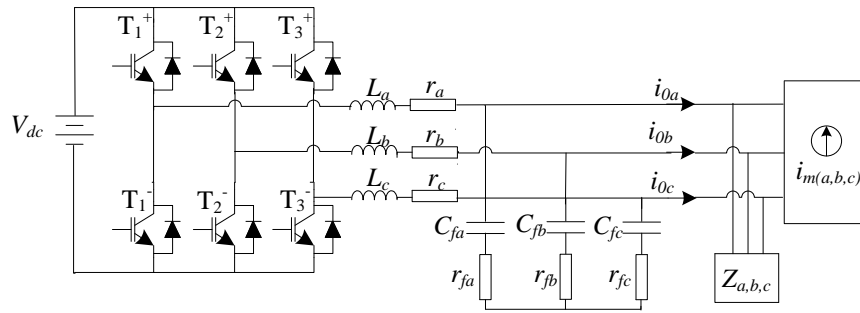 T1+ T2+ T3+
La ra
i0a
Vdc
Lb rb
i0b
im(a,b,c)
T1- T2- T3-
Lc rc
i0c
Cfa Cfb Cfc
rfa rfb rfc
Za,b,c